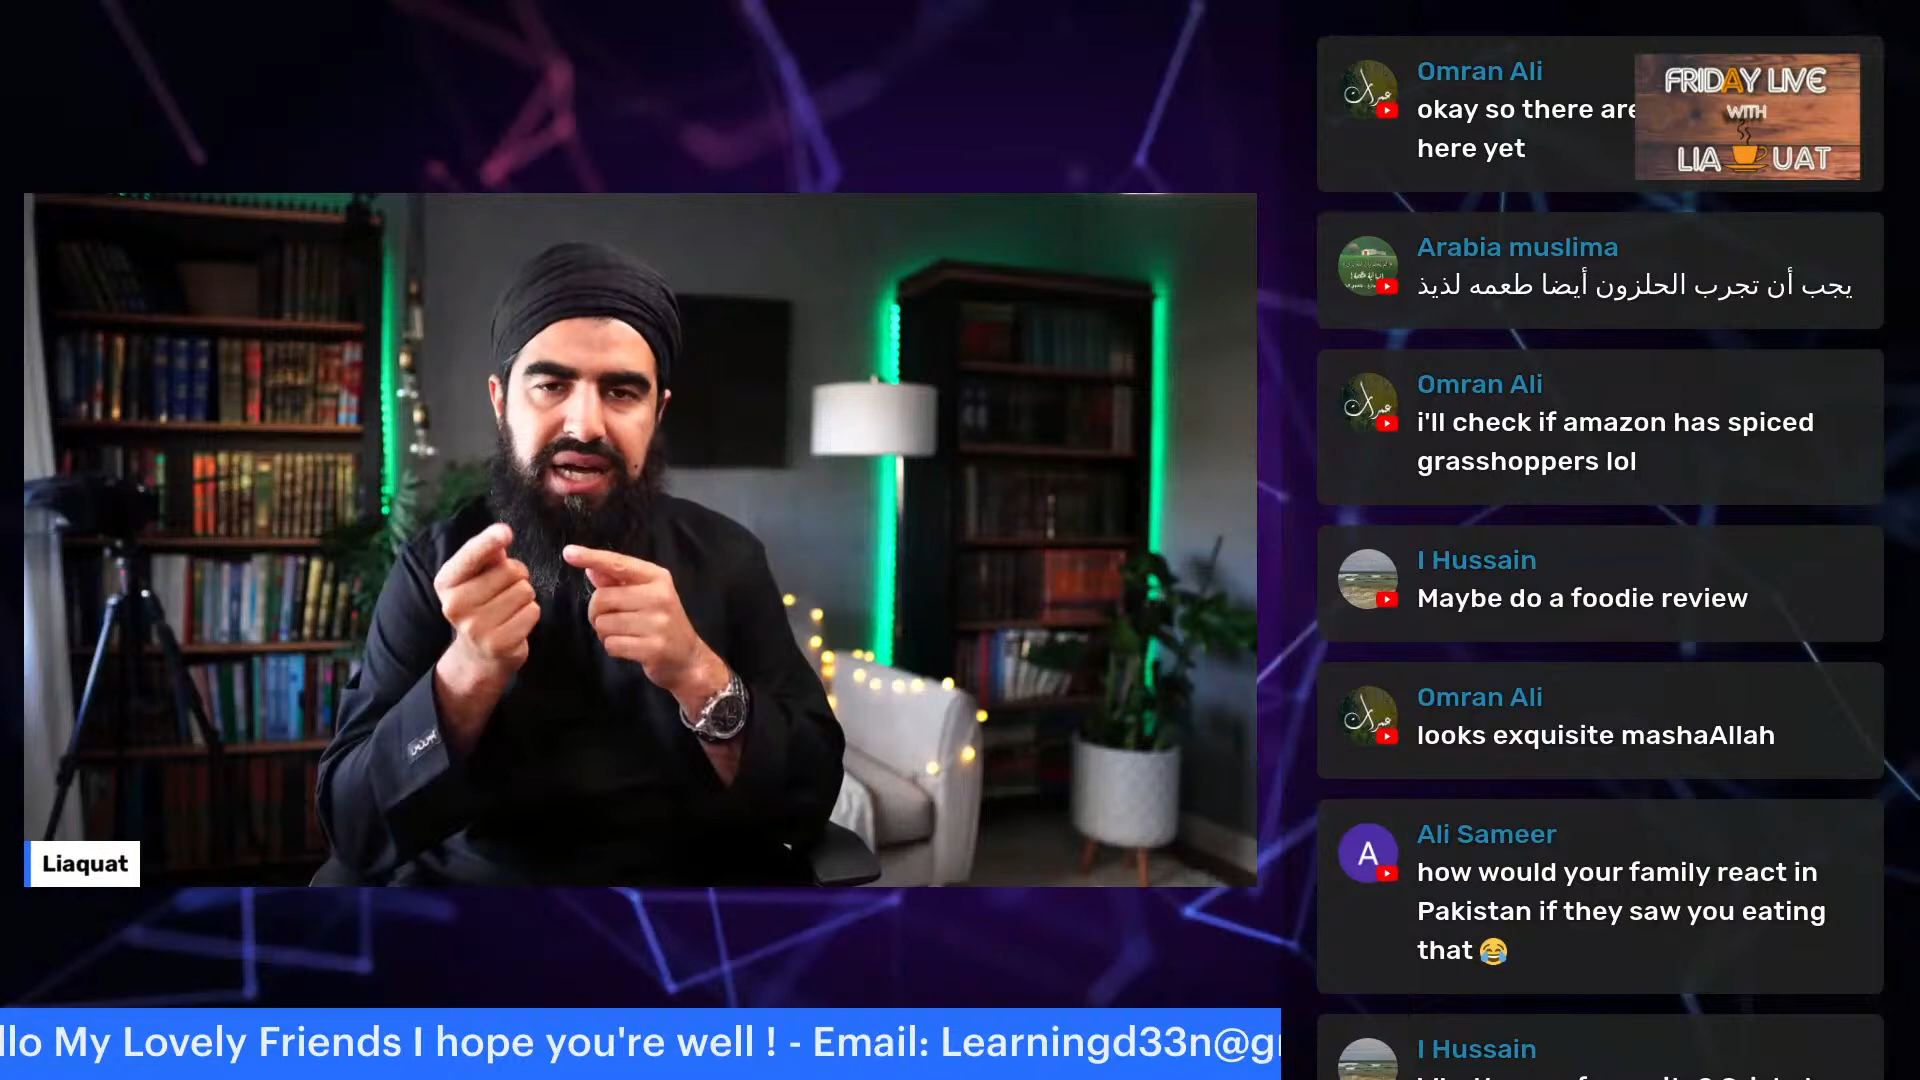 Omran Ali
okay so there are
here yet
FRIDAY LIVE
WITH
LIA UAT
Arabia muslima
يجب أن تجرب الحلزون أيضا طعمه لذيذ
Omran Ali
i'll check if amazon has spiced
grasshoppers lol
I Hussain
Maybe do a foodie review
Omran Ali
looks exquisite mashaAllah
A
Ali Sameer
how would your family react in
Pakistan if they saw you eating
that 😂
I Hussain
Liaquat
llo My Lovely Friends I hope you're well ! - Email: Learningd33n@g